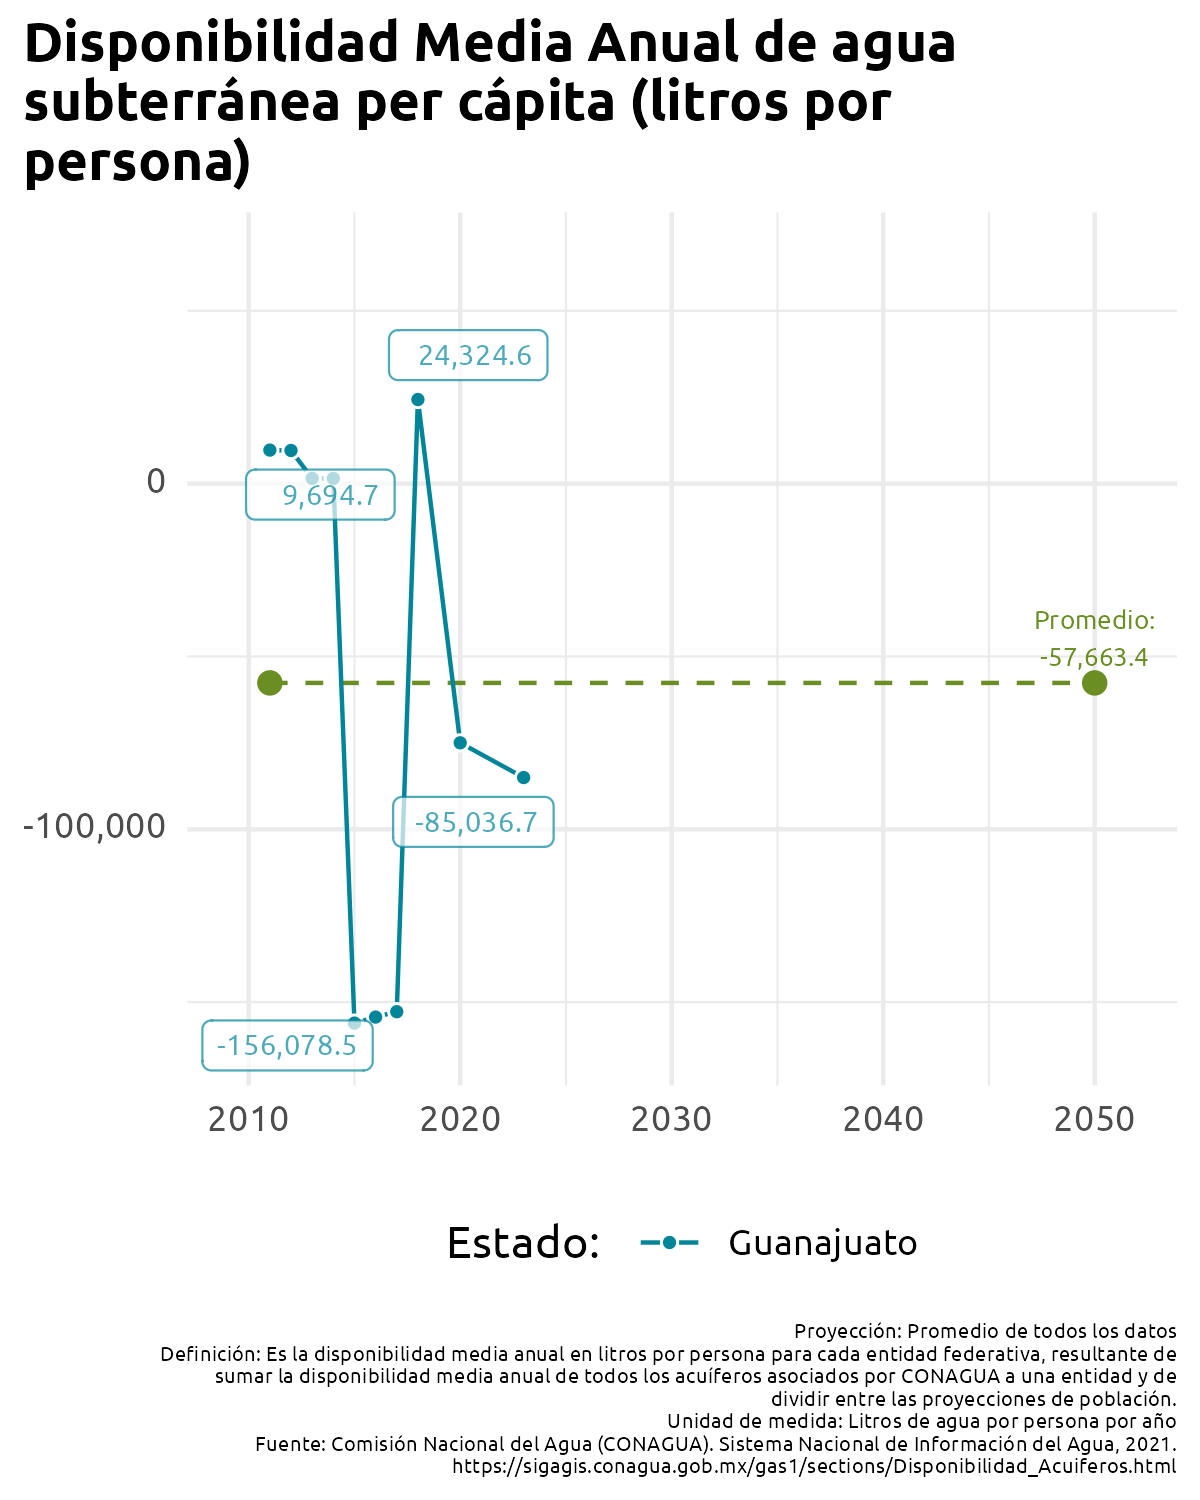 Disponibilidad Media Anual de agua
subterránea per cápita (litros por
persona)
24,324.6
0
9,694.7
Promedio:
-57,663.4
-100,000
-85,036.7
-156,078.5
2010 2020 2030 2040 2050
Estado: Guanajuato
Proyección: Promedio de todos los datos
Definición: Es la disponibilidad media anual en litros por persona para cada entidad federativa, resultante de
sumar la disponibilidad media anual de todos los acuíferos asociados por CONAGUA a una entidad y de
dividir entre las proyecciones de población.
Unidad de medida: Litros de agua por persona por año
Fuente: Comisión Nacional del Agua (CONAGUA). Sistema Nacional de Información del Agua, 2021.
https://sigagis.conagua.gob.mx/gas1/sections/Disponibilidad_Acuiferos.html